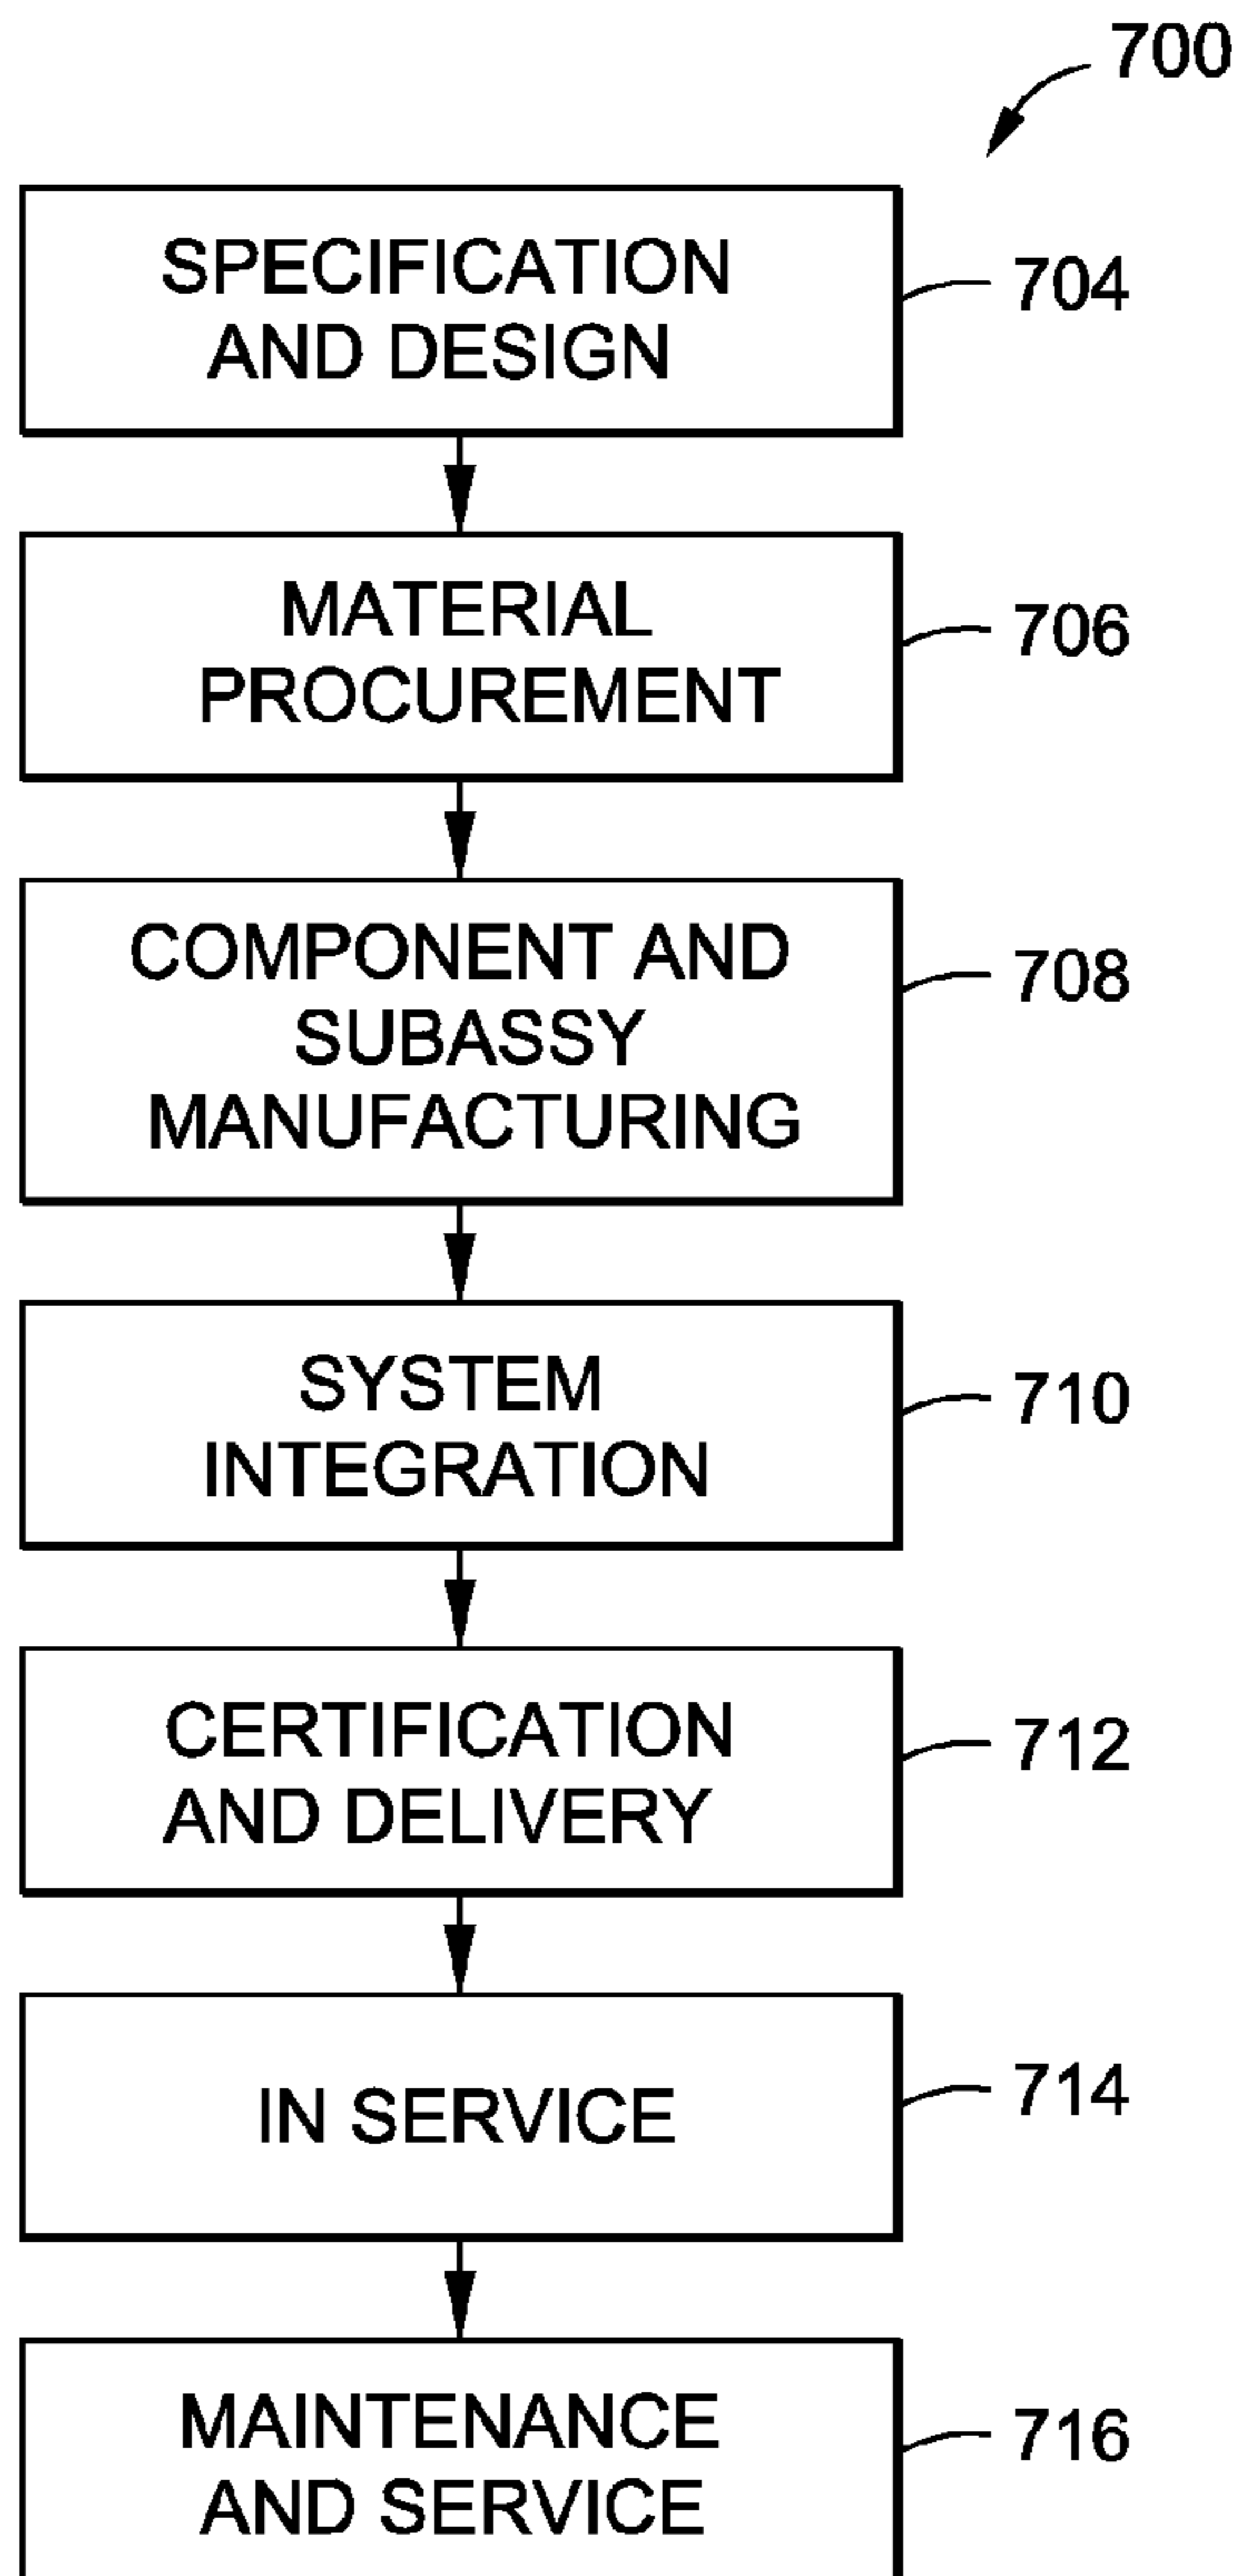 700
SPECIFICATION
AND DESIGN
704
MATERIAL
PROCUREMENT
706
COMPONENT AND
SUBASSY
MANUFACTURING
708
SYSTEM
INTEGRATION
710
CERTIFICATION
AND DELIVERY
712
IN SERVICE
714
MAINTENANCE
AND SERVICE
716